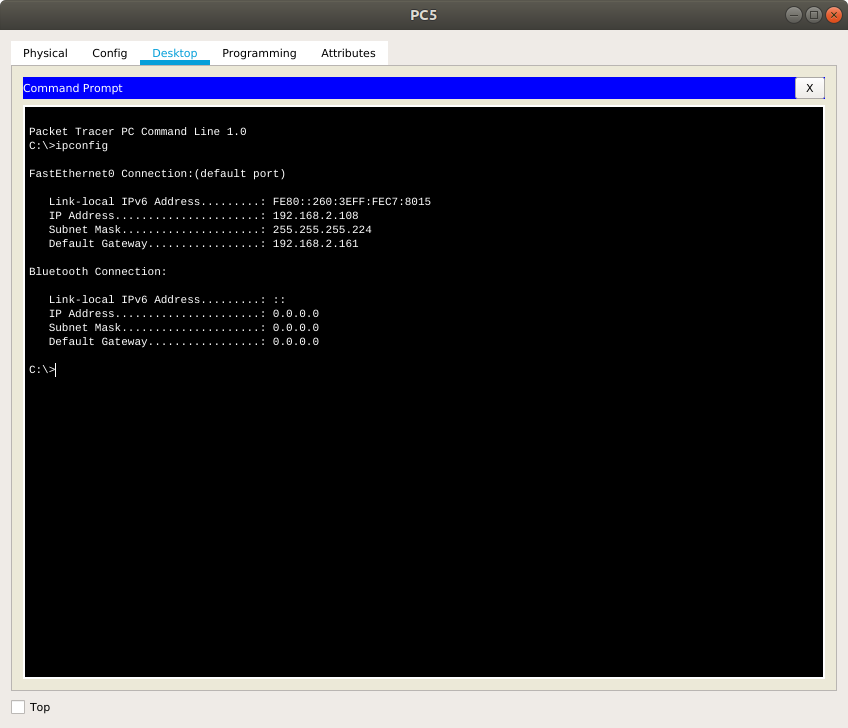 PC5
Physical Config Desktop Programming Attributes
Command Prompt X
Packet Tracer PC Command Line 1.0
C:\>ipconfig
FastEthernet0 Connection:(default port)
Link-local IPv6 Address.........: FE80::260:3EFF:FEC7:8015
IP Address......................: 192.168.2.108
Subnet Mask.....................: 255.255.255.224
Default Gateway.................: 192.168.2.161
Bluetooth Connection:
Link-local IPv6 Address.........: ::
IP Address......................: 0.0.0.0
Subnet Mask.....................: 0.0.0.0
Default Gateway.................: 0.0.0.0
C:\>
Top